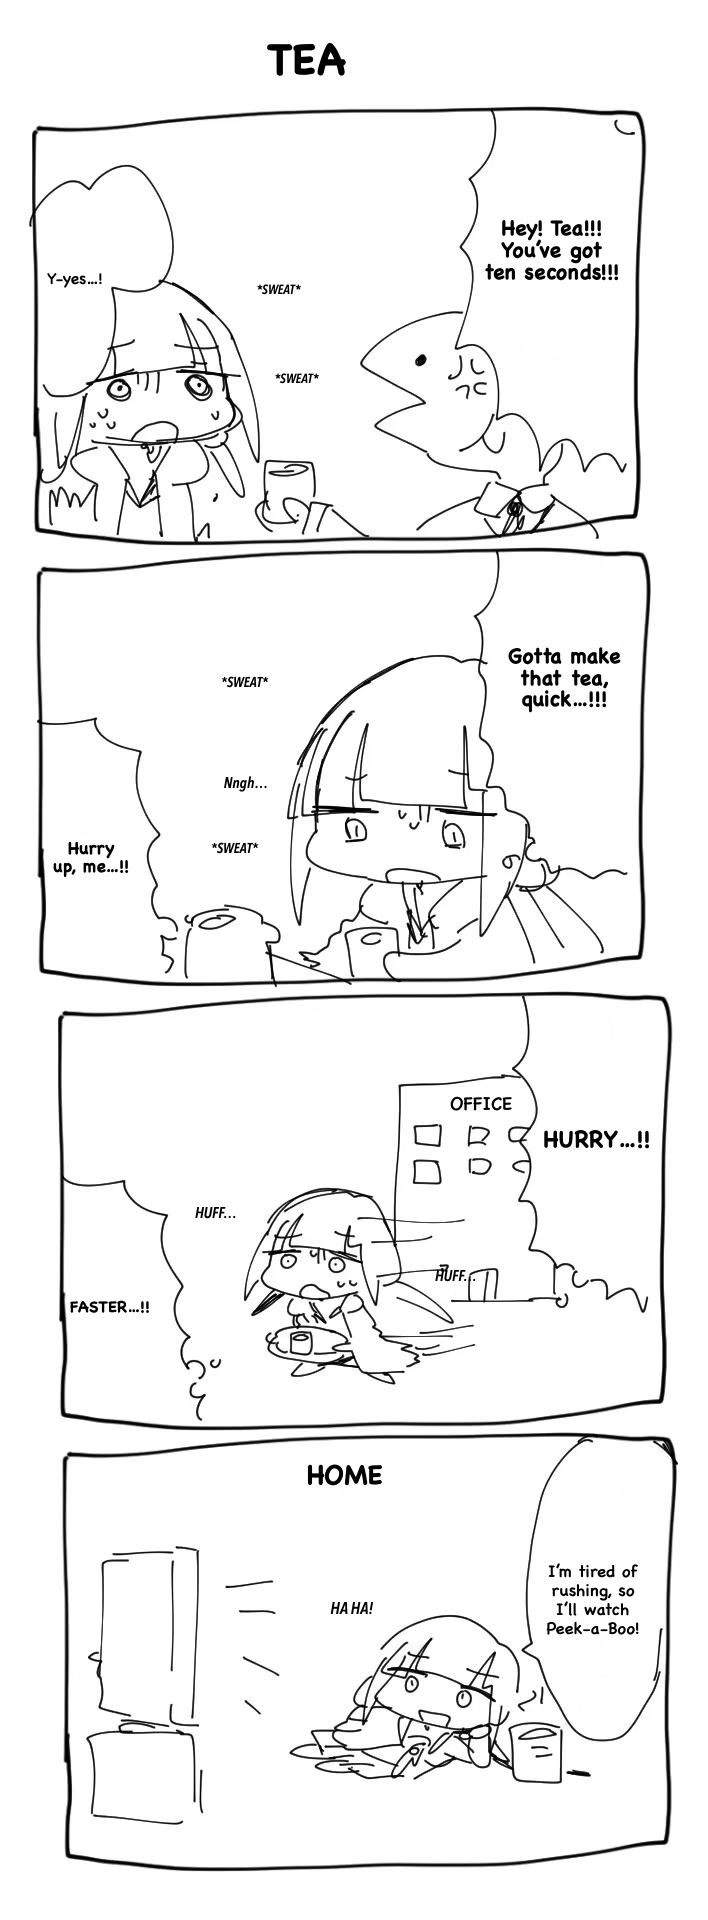 TEA
Hey! Tea!!!
You've got
ten seconds!!!
Y-yes...!
*SWEAT*
*SWEAT*
Gotta make
that tea,
quick...!!!
*SWEAT*
Nngh...
*SWEAT*
Hurry
up, me...!!
OFFICE
HURRY...!!
HUFF...
HUFF...
FASTER...!!
HOME
I'm tired of
rushing, so
I'll watch
Peek-a-Boo!
HA HA!